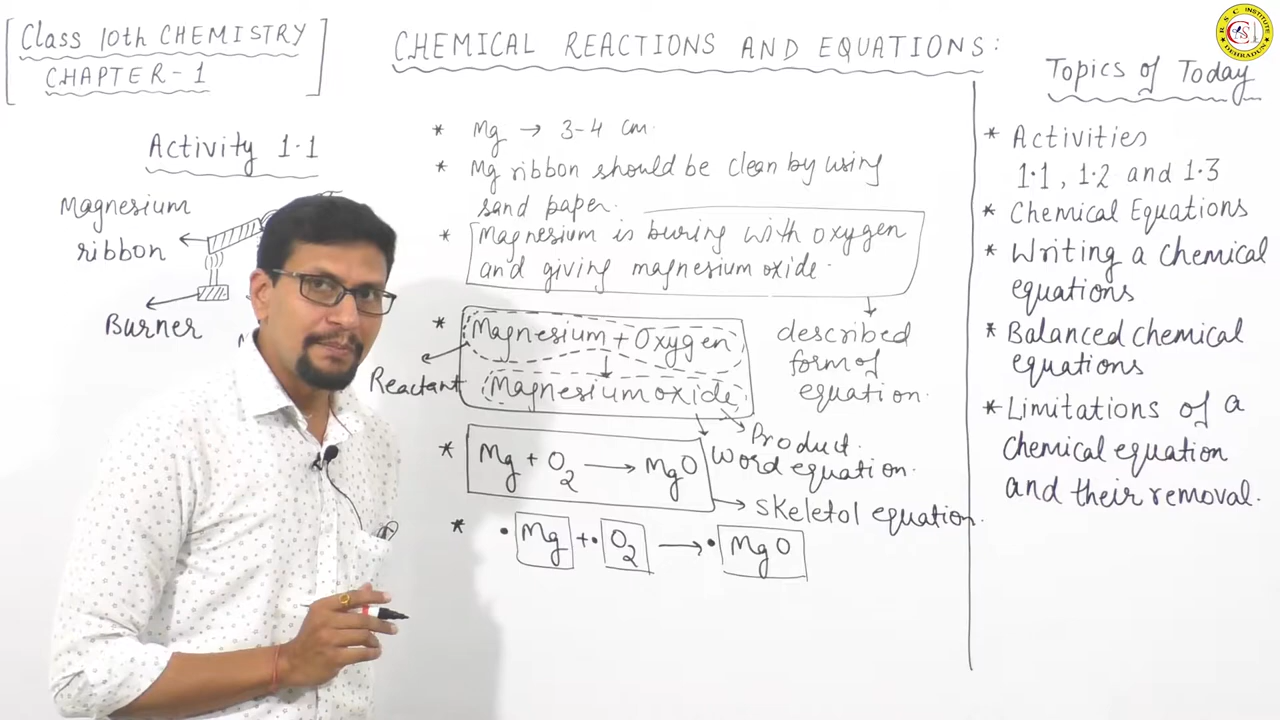 Class 10th CHEMISTRY
CHAPTER-1
CHEMICAL REACTIONS AND EQUATIONS:
R S C INSTITUTE
DEHRADUN
Topics of Today
Activity 1.1
Magnesium
ribbon
Burner
* Mg → 3-4 cm.
* Mg ribbon should be clean by using
sand paper.
* Magnesium is buring with oxygen
and giving magnesium oxide.
described
form of
equation.
* Magnesium + Oxygen
↓
Magnesium oxide
Reactant
Product.
word equation.
* Mg + O₂ → MgO
→ skeletol equation.
* • Mg + • O₂ → • MgO
* Activities
1.1, 1.2 and 1.3
* Chemical Equations
* Writing a chemical
equations
* Balanced chemical
equations
* Limitations of a
chemical equation
and their removal.